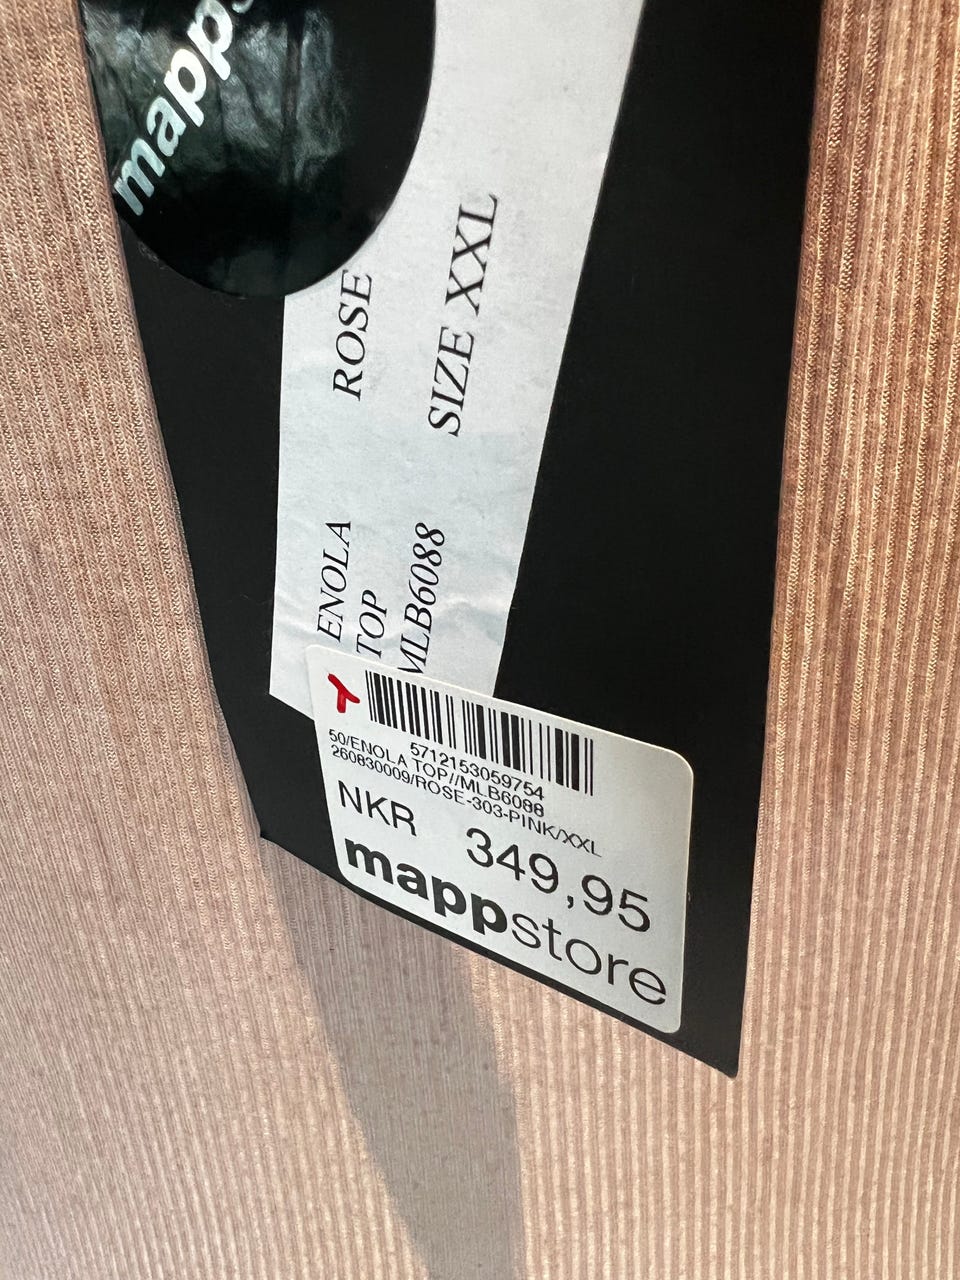 mapp
ENOLA ROSE
TOP
MLB6088 SIZE XXL
5712153059754
50/ENOLA TOP//MLB6088
260830009/ROSE-303-PINK/XXL
NKR 349,95
mappstore